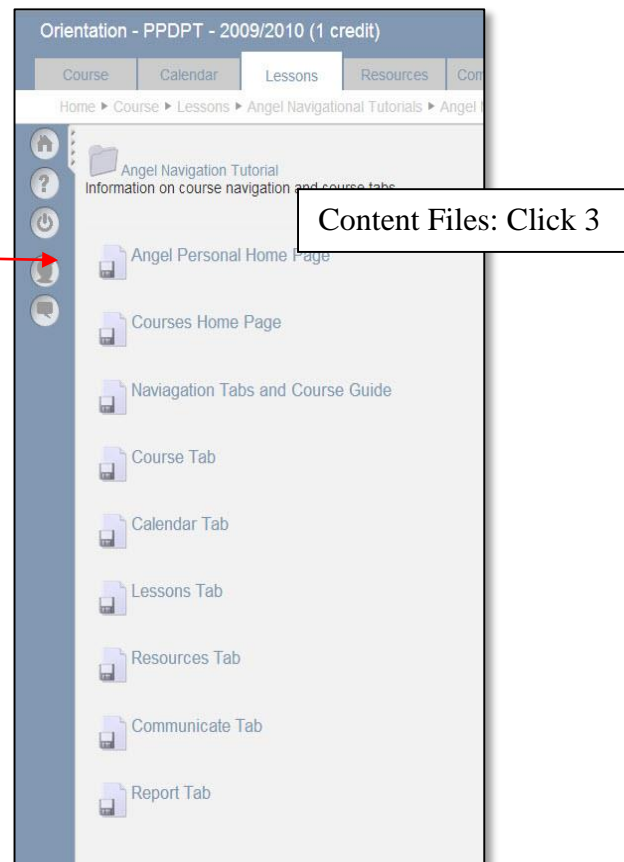 Orientation - PPDPT - 2009/2010 (1 credit)
Course Calendar Lessons Resources Com
Home ▸ Course ▸ Lessons ▸ Angel Navigational Tutorials ▸ Angel
Angel Navigation Tutorial
Information on course navigation and course tabs
Content Files: Click 3
Angel Personal Home Page
Courses Home Page
Naviagation Tabs and Course Guide
Course Tab
Calendar Tab
Lessons Tab
Resources Tab
Communicate Tab
Report Tab